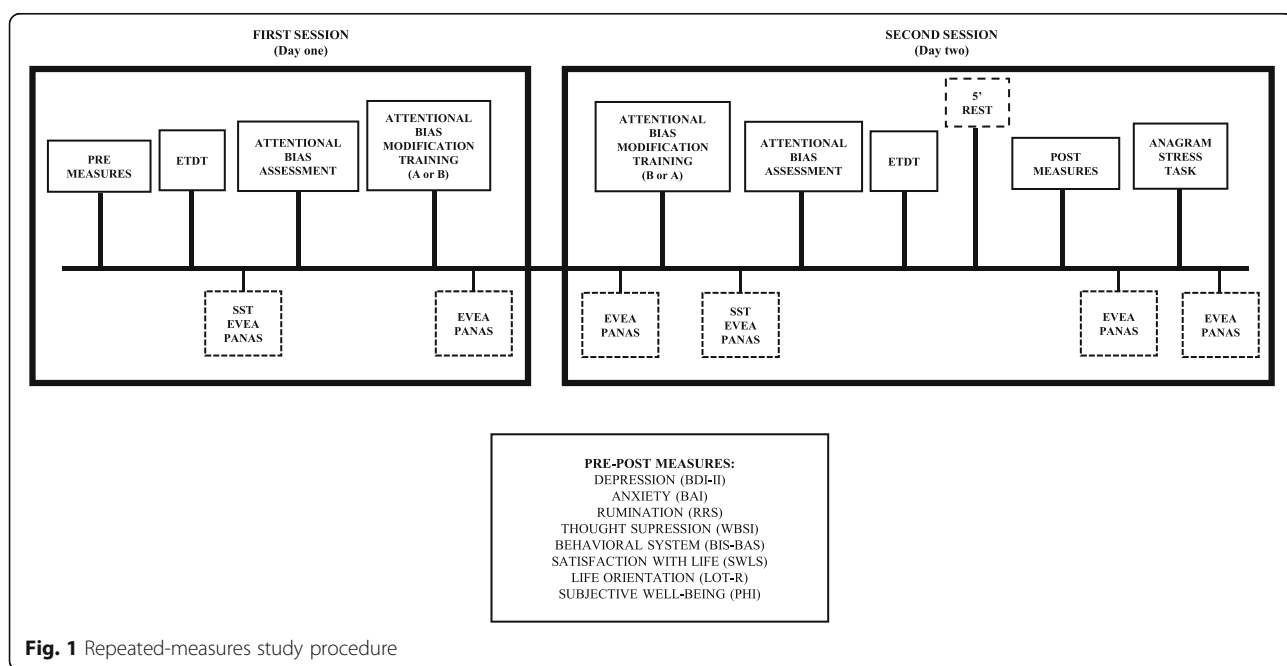 FIRST SESSION
(Day one)
PRE
MEASURES
ETDT
ATTENTIONAL
BIAS
ASSESSMENT
ATTENTIONAL
BIAS
MODIFICATION
TRAINING
(A or B)
SST
EVEA
PANAS
EVEA
PANAS
SECOND SESSION
(Day two)
ATTENTIONAL
BIAS
MODIFICATION
TRAINING
(B or A)
ATTENTIONAL
BIAS
ASSESSMENT
ETDT
5'
REST
POST
MEASURES
ANAGRAM
STRESS
TASK
EVEA
PANAS
SST
EVEA
PANAS
EVEA
PANAS
EVEA
PANAS
PRE-POST MEASURES:
DEPRESSION (BDI-II)
ANXIETY (BAI)
RUMINATION (RRS)
THOUGHT SUPRESSION (WBSI)
BEHAVIORAL SYSTEM (BIS-BAS)
SATISFACTION WITH LIFE (SWLS)
LIFE ORIENTATION (LOT-R)
SUBJECTIVE WELL-BEING (PHI)
Fig. 1 Repeated-measures study procedure